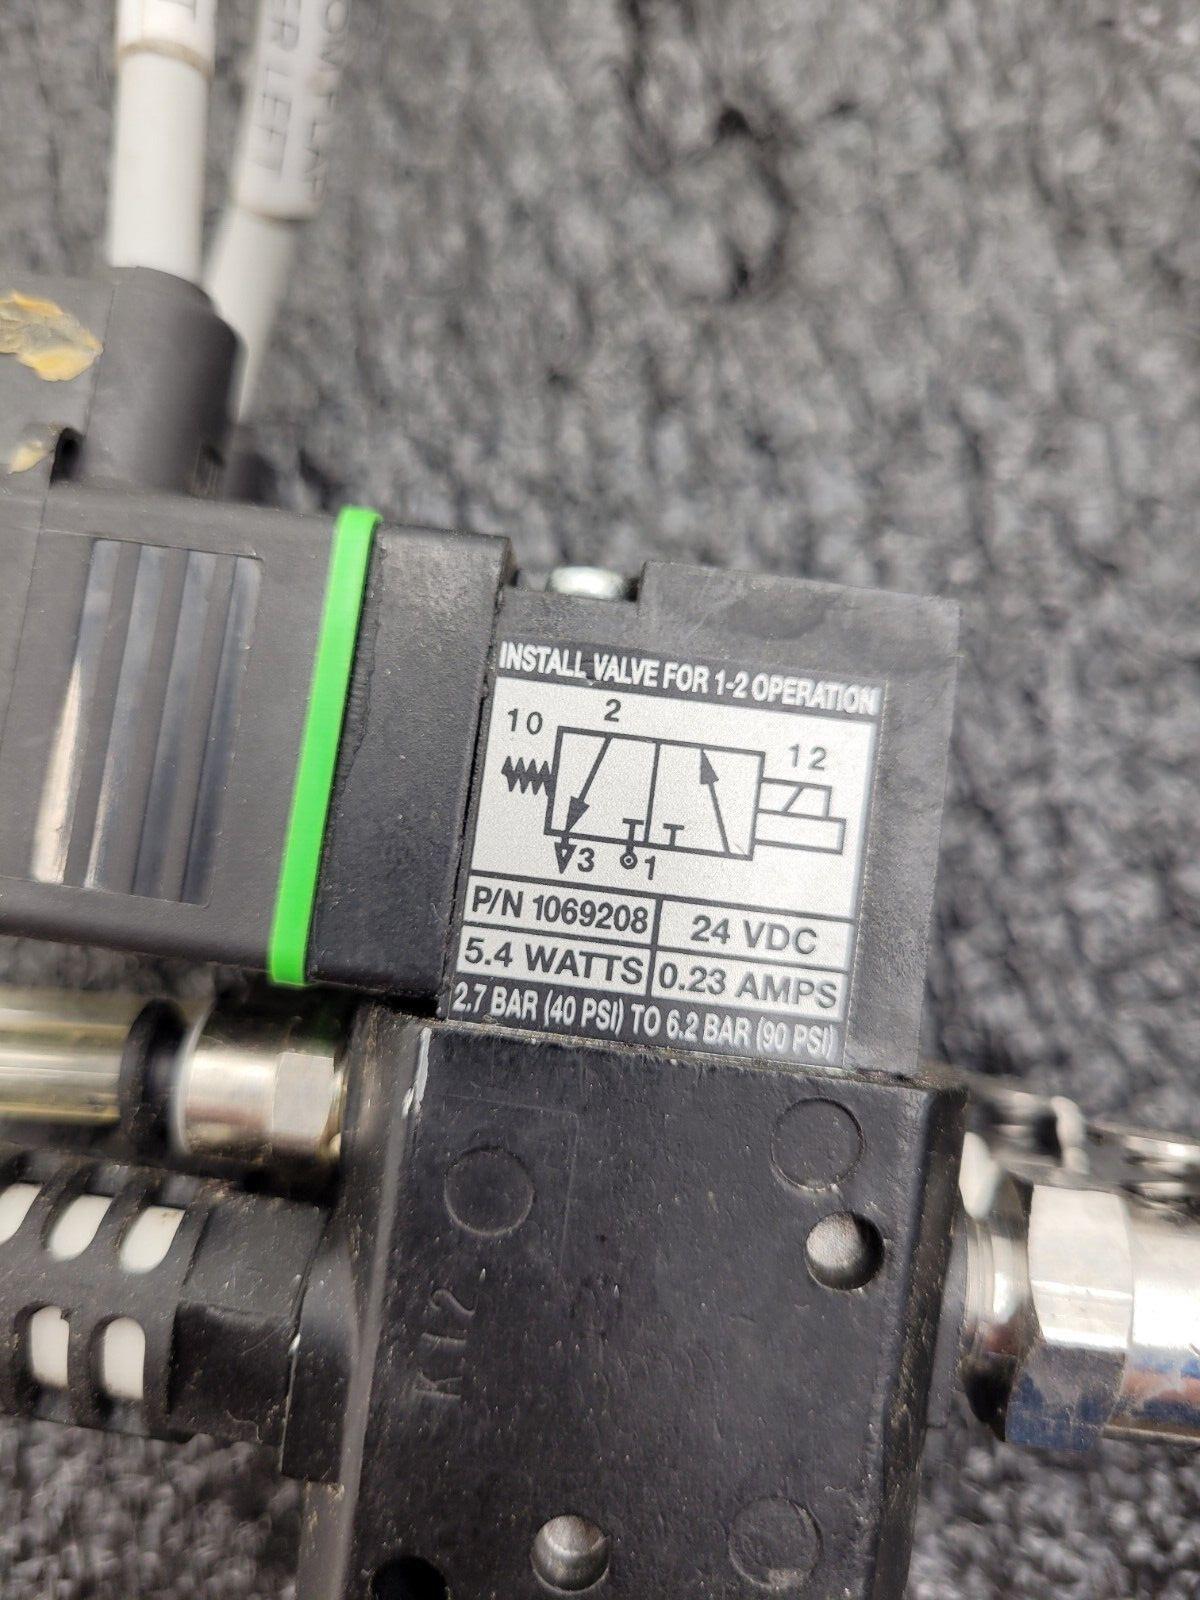 INSTALL VALVE FOR 1-2 OPERATION
10 2 12
3 1
P/N 1069208 24 VDC
5.4 WATTS 0.23 AMPS
2.7 BAR (40 PSI) TO 6.2 BAR (90 PSI)
K12